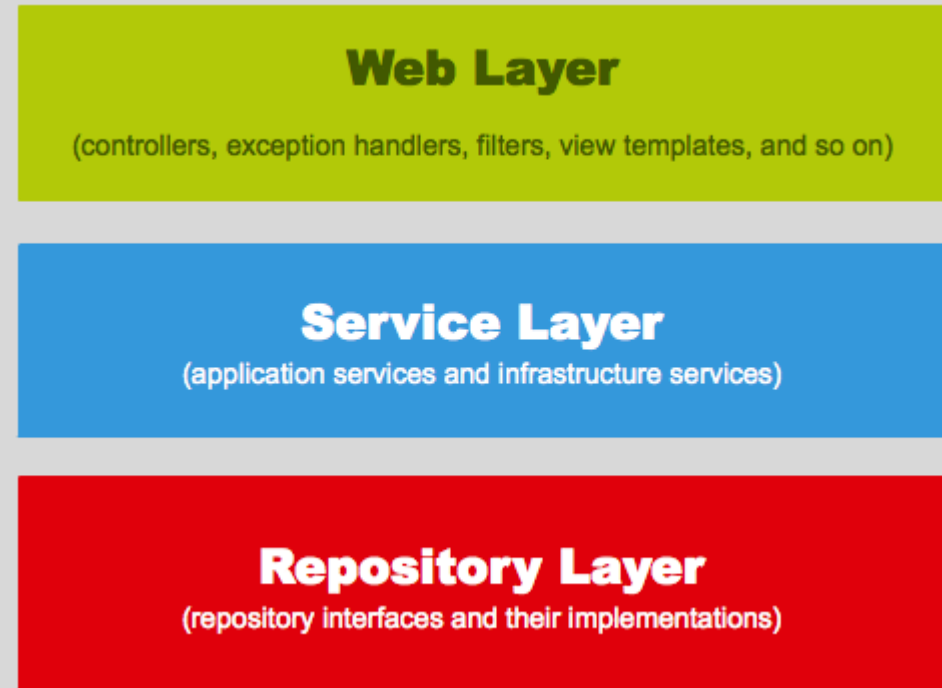 Web Layer
(controllers, exception handlers, filters, view templates, and so on)
Service Layer
(application services and infrastructure services)
Repository Layer
(repository interfaces and their implementations)